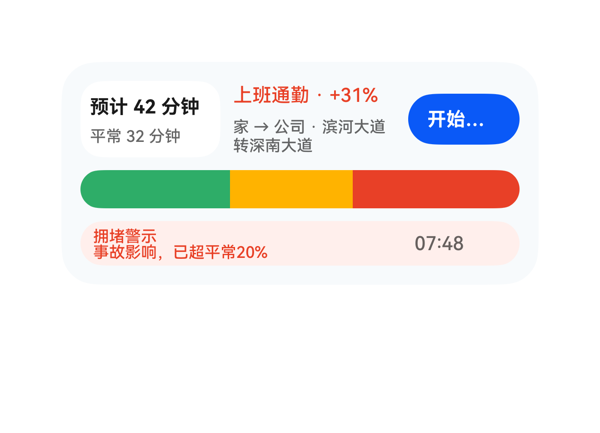 预计 42 分钟
平常 32 分钟
上班通勤 · +31%
家 → 公司 · 滨河大道
转深南大道
开始...
拥堵警示
事故影响，已超平常20%
07:48